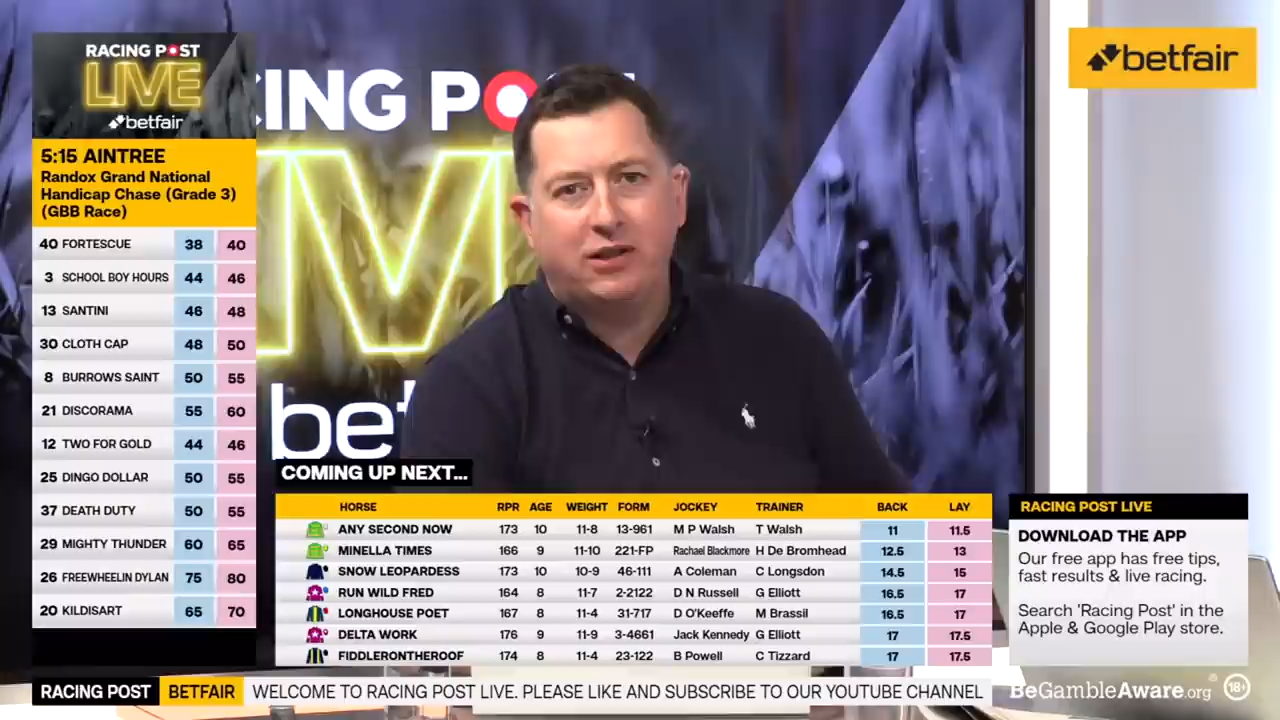 RACING POST
LIVE
betfair
5:15 AINTREE
Randox Grand National
Handicap Chase (Grade 3)
(GBB Race)
40 FORTESCUE 38 40
3 SCHOOL BOY HOURS 44 46
13 SANTINI 46 48
30 CLOTH CAP 48 50
8 BURROWS SAINT 50 55
21 DISCORAMA 55 60
12 TWO FOR GOLD 44 46
25 DINGO DOLLAR 50 55
37 DEATH DUTY 50 55
29 MIGHTY THUNDER 60 65
26 FREEWHEELIN DYLAN 75 80
20 KILDISART 65 70
CING PO
IV
bet
betfair
COMING UP NEXT...
HORSE RPR AGE WEIGHT FORM JOCKEY TRAINER BACK LAY
ANY SECOND NOW 173 10 11-8 13-961 M P Walsh T Walsh 11 11.5
MINELLA TIMES 166 9 11-10 221-FP Rachael Blackmore H De Bromhead 12.5 13
SNOW LEOPARDESS 173 10 10-9 46-111 A Coleman C Longsdon 14.5 15
RUN WILD FRED 164 8 11-7 2-2122 D N Russell G Elliott 16.5 17
LONGHOUSE POET 167 8 11-4 31-717 D O'Keeffe M Brassil 16.5 17
DELTA WORK 176 9 11-9 3-4661 Jack Kennedy G Elliott 17 17.5
FIDDLERONTHEROOF 174 8 11-4 23-122 B Powell C Tizzard 17 17.5
RACING POST LIVE
DOWNLOAD THE APP
Our free app has free tips,
fast results & live racing.
Search 'Racing Post' in the
Apple & Google Play store.
RACING POST BETFAIR WELCOME TO RACING POST LIVE. PLEASE LIKE AND SUBSCRIBE TO OUR YOUTUBE CHANNEL
BeGambleAware.org® 18+